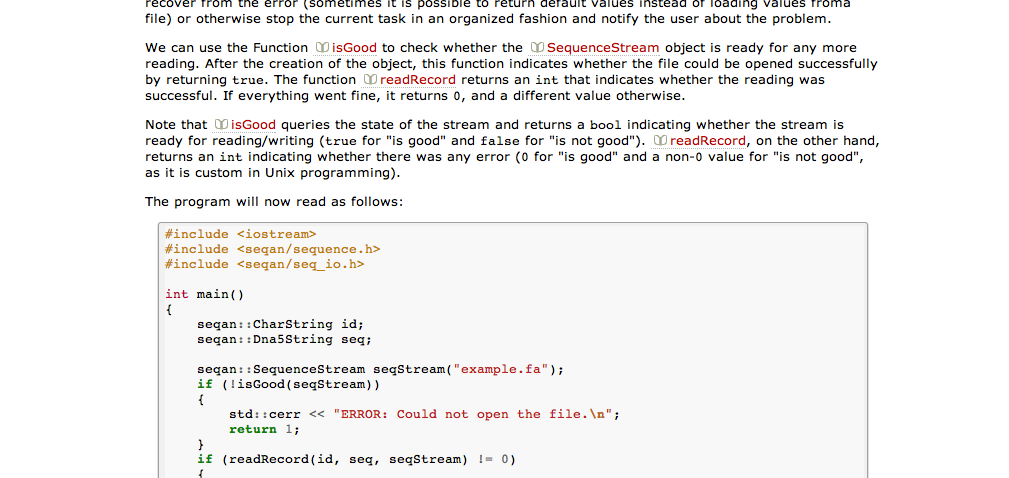 recover from the error (sometimes it is possible to return default values instead of loading values froma
file) or otherwise stop the current task in an organized fashion and notify the user about the problem.
We can use the Function isGood to check whether the SequenceStream object is ready for any more
reading. After the creation of the object, this function indicates whether the file could be opened successfully
by returning true. The function readRecord returns an int that indicates whether the reading was
successful. If everything went fine, it returns 0, and a different value otherwise.
Note that isGood queries the state of the stream and returns a bool indicating whether the stream is
ready for reading/writing (true for "is good" and false for "is not good"). readRecord, on the other hand,
returns an int indicating whether there was any error (0 for "is good" and a non-0 value for "is not good",
as it is custom in Unix programming).
The program will now read as follows:
#include <iostream>
#include <seqan/sequence.h>
#include <seqan/seq_io.h>
int main()
{
seqan::CharString id;
seqan::Dna5String seq;
seqan::SequenceStream seqStream("example.fa");
if (!isGood(seqStream))
{
std::cerr << "ERROR: Could not open the file.\n";
return 1;
}
if (readRecord(id, seq, seqStream) != 0)
{